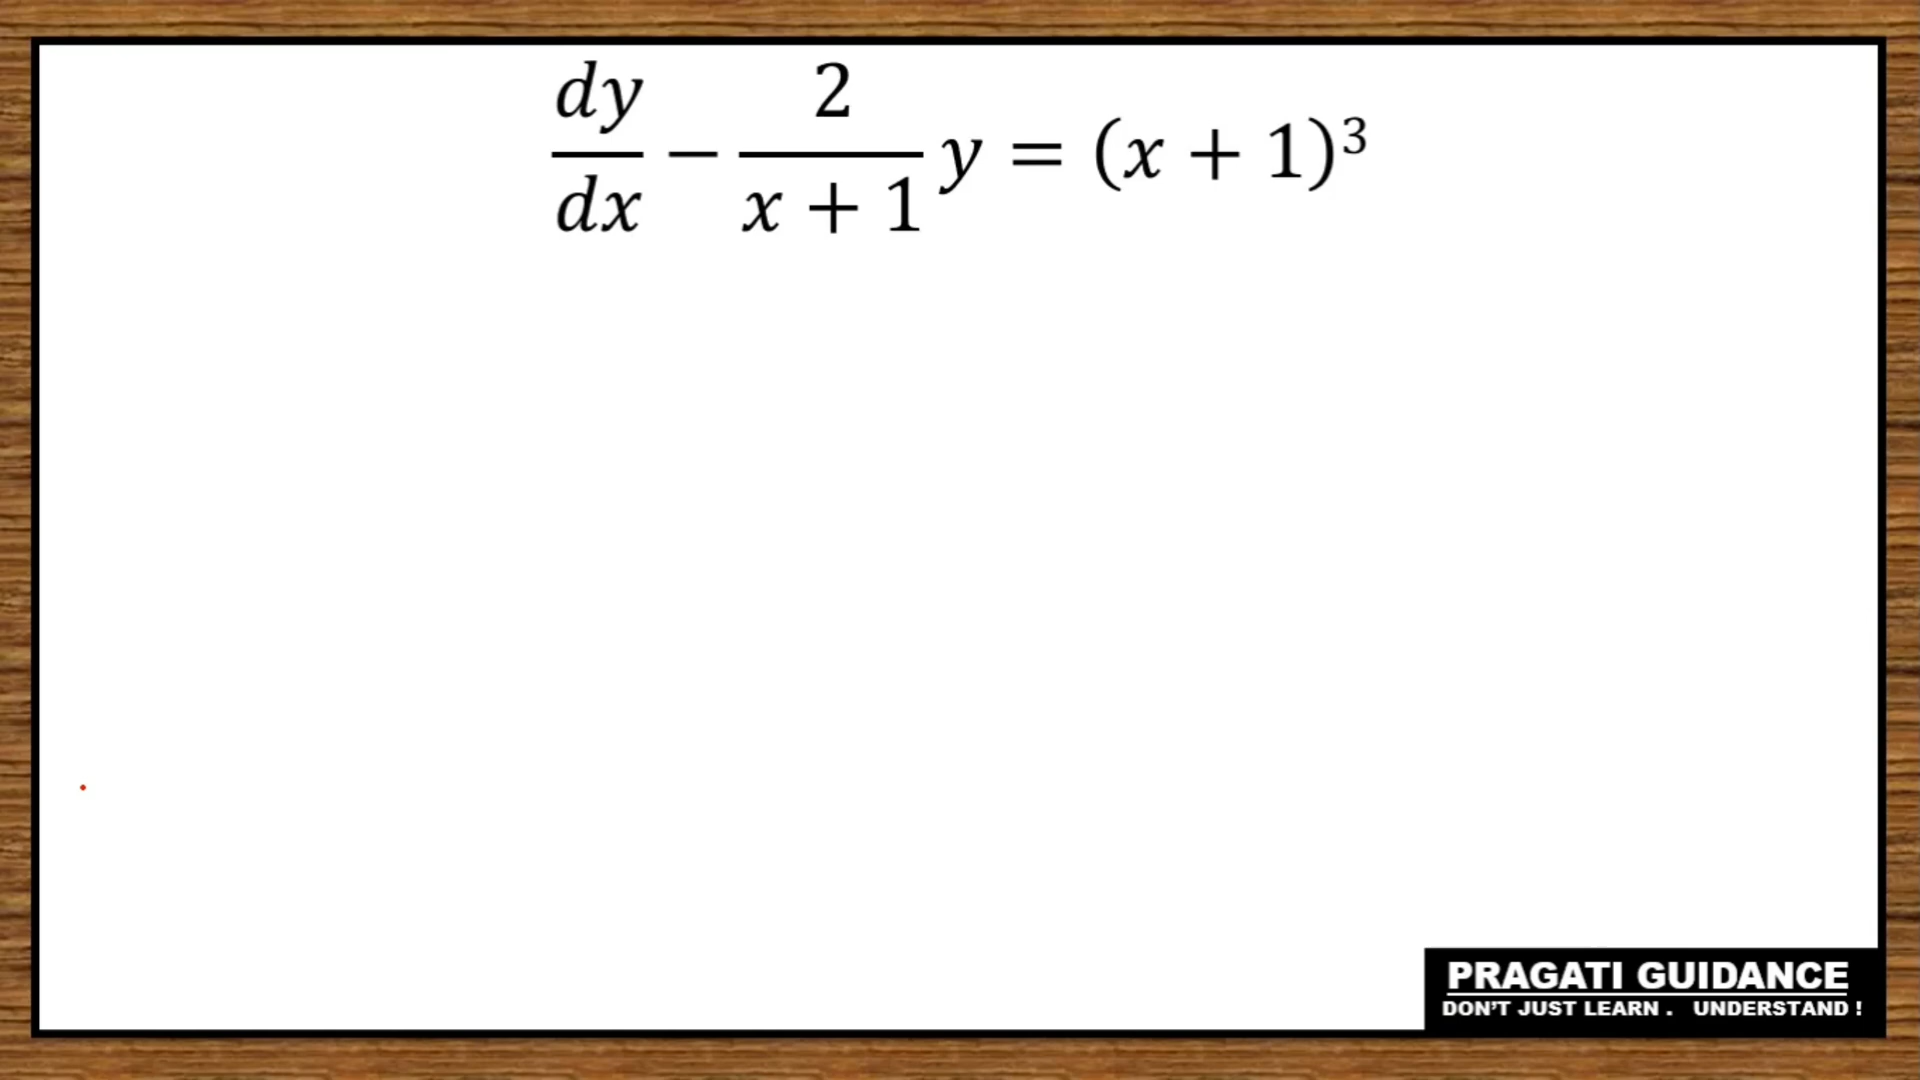 dy/dx − 2/(x + 1) y = (x + 1)³
PRAGATI GUIDANCE
DON'T JUST LEARN . UNDERSTAND !